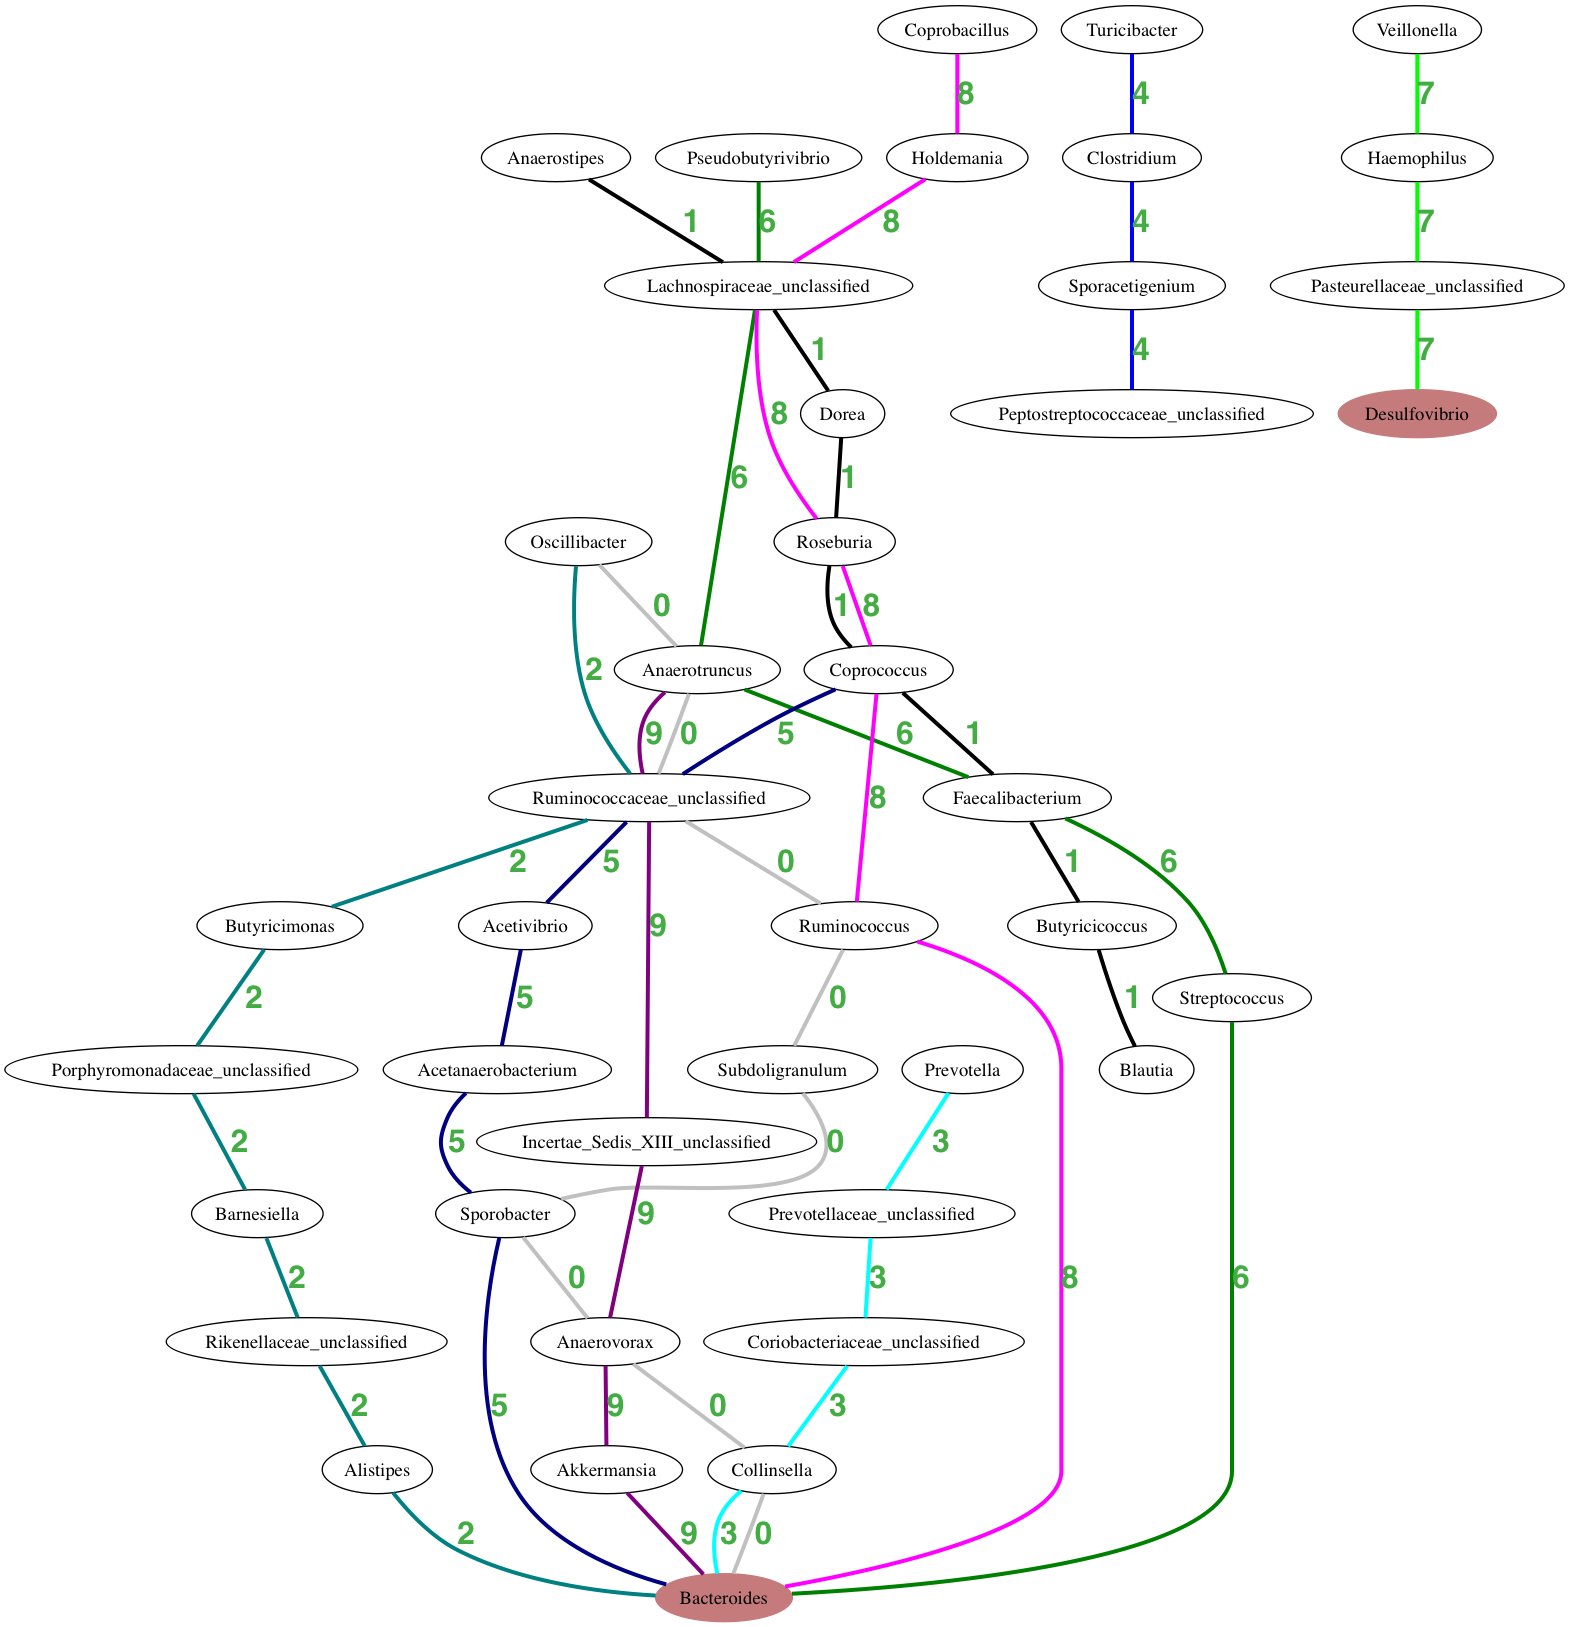 Coprobacillus Turicibacter Veillonella
8 4 7
Anaerostipes Pseudobutyrivibrio Holdemania Clostridium Haemophilus
1 6 8 4 7
Lachnospiraceae_unclassified Sporacetigenium Pasteurellaceae_unclassified
1 4 7
8 Dorea Peptostreptococcaceae_unclassified Desulfovibrio
6 1
Oscillibacter Roseburia
0 1 8
2 Anaerotruncus Coprococcus
9 0 5 6 1
Ruminococcaceae_unclassified 8 Faecalibacterium
2 5 0 1 6
Butyricimonas Acetivibrio 9 Ruminococcus Butyricicoccus
2 5 0 1 Streptococcus
Porphyromonadaceae_unclassified Acetanaerobacterium Subdoligranulum Prevotella Blautia
2 5 Incertae_Sedis_XIII_unclassified 0 3
Barnesiella Sporobacter 9 Prevotellaceae_unclassified
2 0 3 8 6
Rikenellaceae_unclassified Anaerovorax Coriobacteriaceae_unclassified
2 5 9 0 3
Alistipes Akkermansia Collinsella
2 9 3 0
Bacteroides